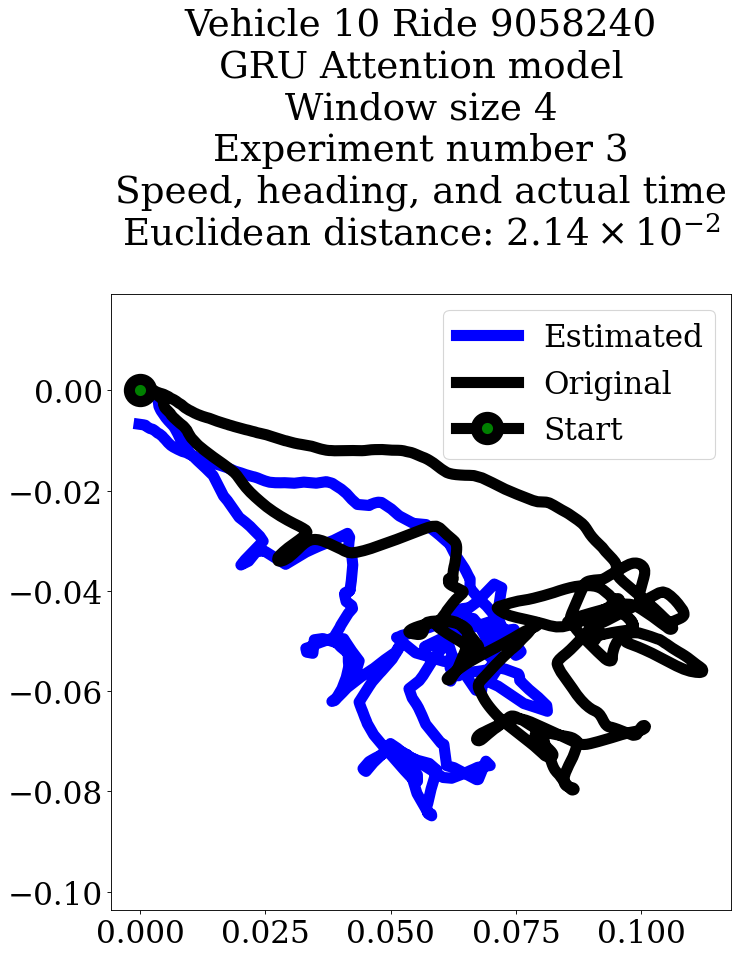 Vehicle 10 Ride 9058240
GRU Attention model
Window size 4
Experiment number 3
Speed, heading, and actual time
Euclidean distance: 2.14 × 10⁻²
Estimated
Original
Start
0.00
−0.02
−0.04
−0.06
−0.08
−0.10
0.000 0.025 0.050 0.075 0.100